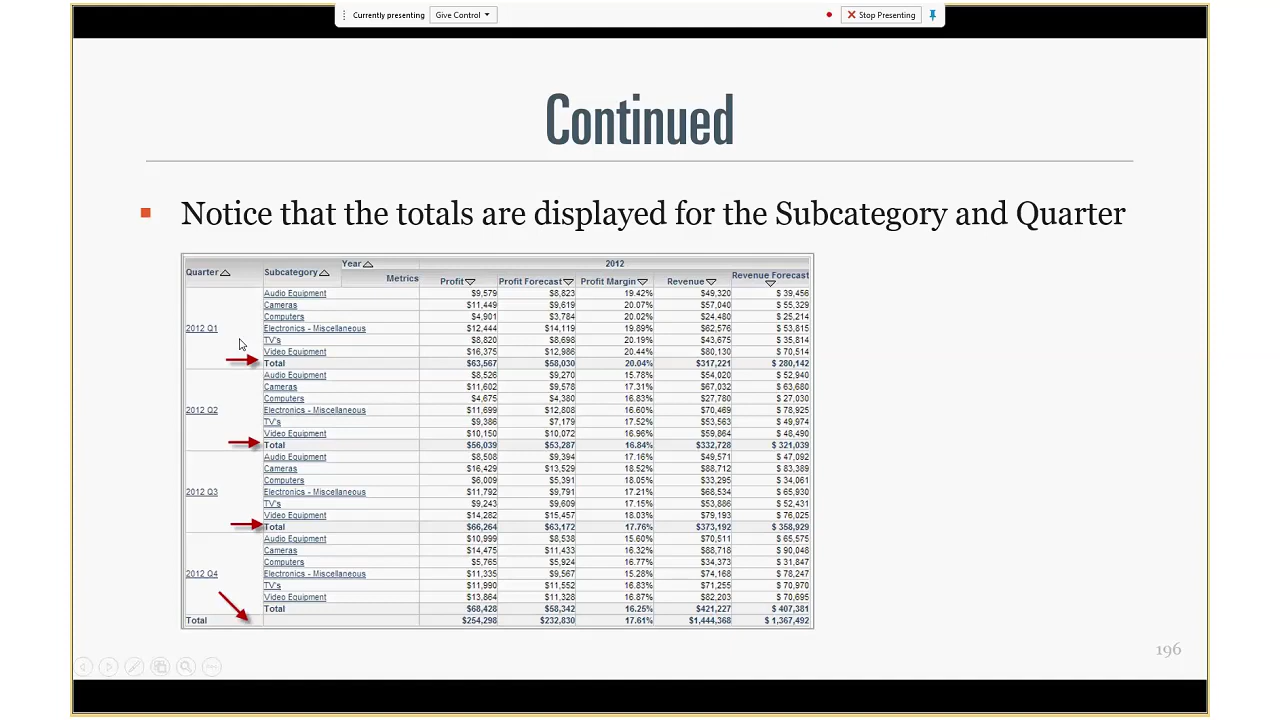 Currently presenting Give Control Stop Presenting
Continued
Notice that the totals are displayed for the Subcategory and Quarter
Year 2012
Quarter Subcategory Metrics Profit Profit Forecast Profit Margin Revenue Revenue Forecast
Audio Equipment $9,579 $8,823 19.42% $49,320 $ 39,456
Cameras $11,449 $9,619 20.07% $57,040 $ 55,329
Computers $4,901 $3,784 20.02% $24,480 $ 25,214
2012 Q1 Electronics - Miscellaneous $12,444 $14,119 19.89% $62,576 $ 53,815
TV's $8,820 $8,698 20.19% $43,675 $ 35,814
Video Equipment $16,375 $12,986 20.44% $80,130 $ 70,514
Total $63,567 $58,030 20.04% $317,221 $ 280,142
Audio Equipment $8,526 $9,270 15.78% $54,020 $ 52,940
Cameras $11,602 $9,578 17.31% $67,032 $ 63,680
Computers $4,675 $4,380 16.83% $27,780 $ 27,030
2012 Q2 Electronics - Miscellaneous $11,699 $12,808 16.60% $70,469 $ 78,925
TV's $9,386 $7,179 17.52% $53,563 $ 49,974
Video Equipment $10,150 $10,072 16.96% $59,864 $ 48,490
Total $56,039 $53,287 16.84% $332,728 $ 321,039
Audio Equipment $8,508 $9,394 17.16% $49,571 $ 47,092
Cameras $16,429 $13,529 18.52% $88,712 $ 83,389
Computers $6,009 $5,391 18.05% $33,295 $ 34,061
2012 Q3 Electronics - Miscellaneous $11,792 $9,791 17.21% $68,534 $ 65,930
TV's $9,243 $9,609 17.15% $53,886 $ 52,431
Video Equipment $14,282 $15,457 18.03% $79,193 $ 76,025
Total $66,264 $63,172 17.76% $373,192 $ 358,929
Audio Equipment $10,999 $8,538 15.60% $70,511 $ 65,575
Cameras $14,475 $11,433 16.32% $88,718 $ 90,048
Computers $5,765 $5,924 16.77% $34,373 $ 31,847
2012 Q4 Electronics - Miscellaneous $11,335 $9,567 15.28% $74,168 $ 78,247
TV's $11,990 $11,552 16.83% $71,255 $ 70,970
Video Equipment $13,864 $11,328 16.87% $82,203 $ 70,695
Total $68,428 $58,342 16.25% $421,227 $ 407,381
Total $254,298 $232,830 17.61% $1,444,368 $ 1,367,492
196